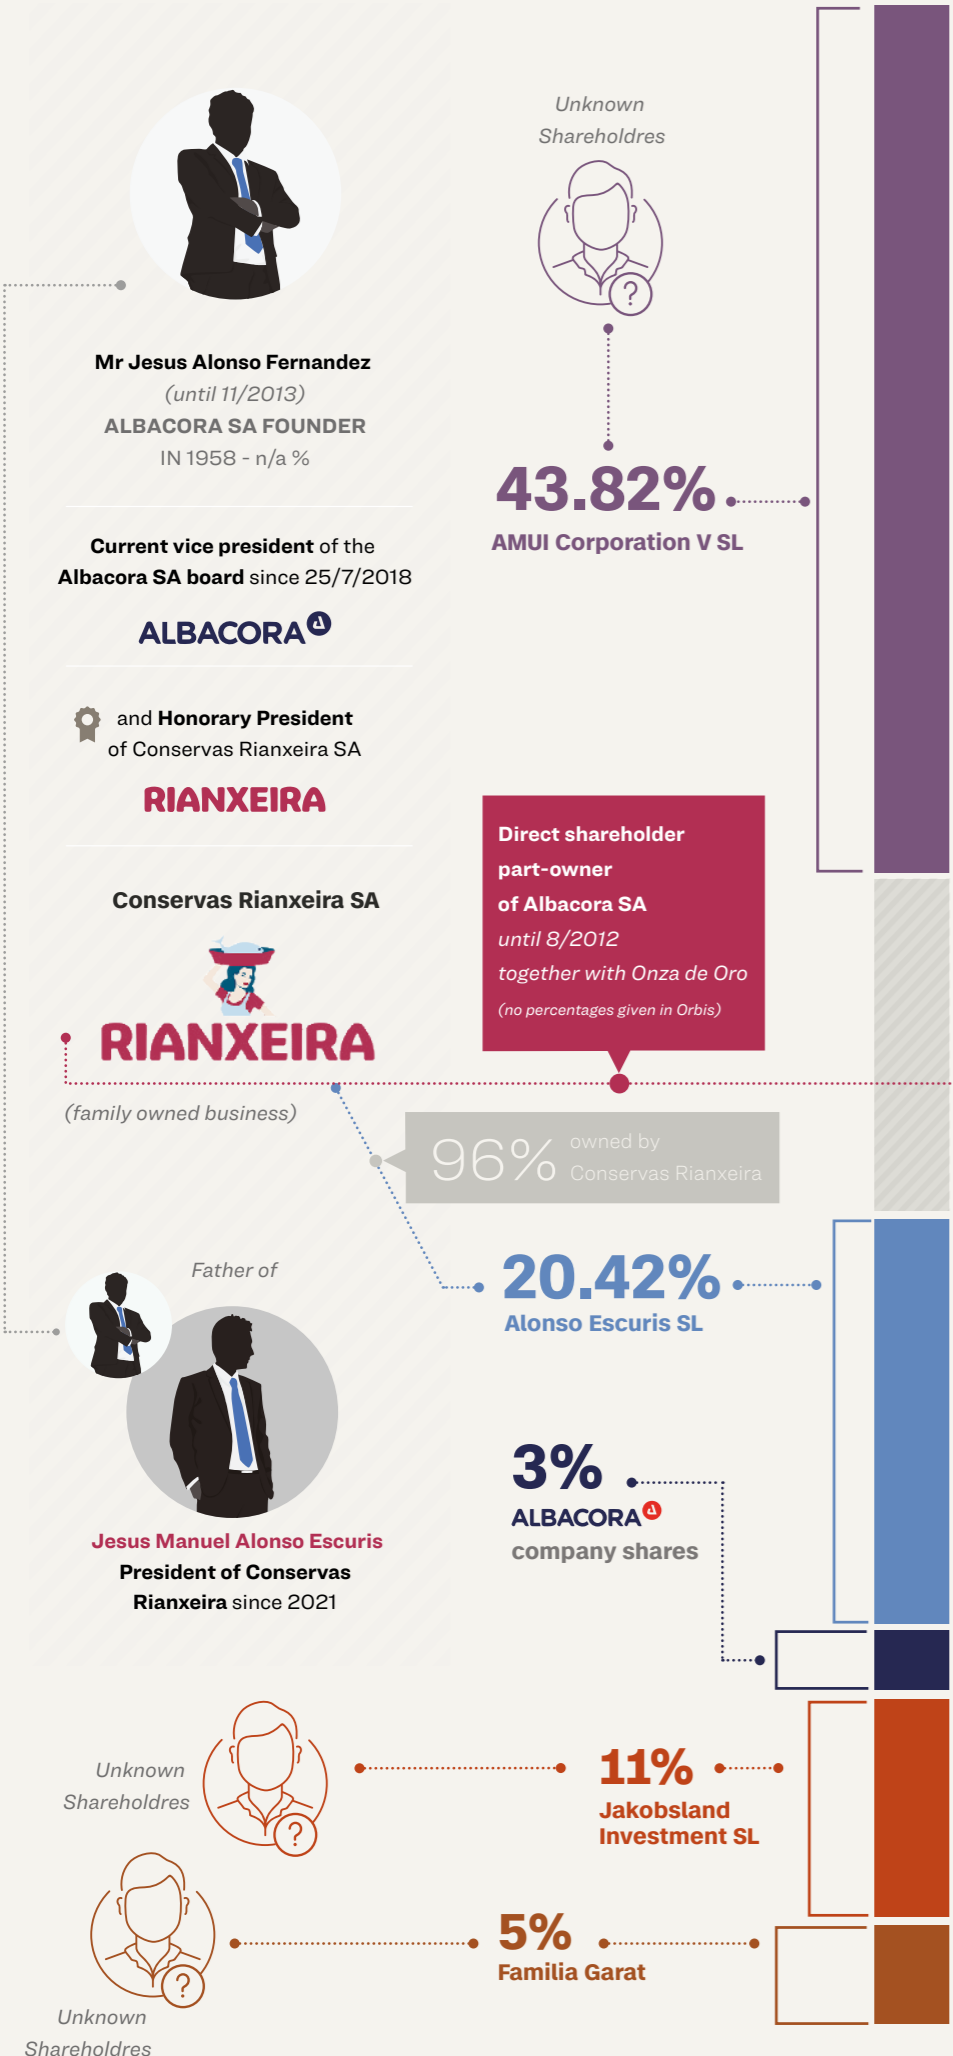 Unknown
Shareholdres
?
Mr Jesus Alonso Fernandez
(until 11/2013)
ALBACORA SA FOUNDER
IN 1958 - n/a %
43.82%
AMUI Corporation V SL
Current vice president of the
Albacora SA board since 25/7/2018
ALBACORA
and Honorary President
of Conservas Rianxeira SA
RIANXEIRA
Direct shareholder
part-owner
of Albacora SA
until 8/2012
together with Onza de Oro
(no percentages given in Orbis)
Conservas Rianxeira SA
RIANXEIRA
(family owned business)
96% owned by
Conservas Rianxeira
Father of
20.42%
Alonso Escuris SL
3%
ALBACORA
company shares
Jesus Manuel Alonso Escuris
President of Conservas
Rianxeira since 2021
Unknown
Shareholdres
?
11%
Jakobsland
Investment SL
?
5%
Familia Garat
Unknown
Shareholdres